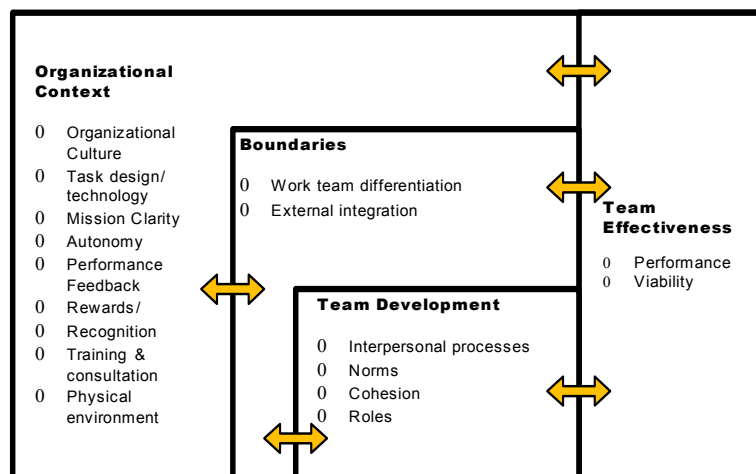 Organizational
Context
0 Organizational
Culture
0 Task design/
technology
0 Mission Clarity
0 Autonomy
0 Performance
Feedback
0 Rewards/
0 Recognition
0 Training &
consultation
0 Physical
environment
Boundaries
0 Work team differentiation
0 External integration
Team Development
0 Interpersonal processes
0 Norms
0 Cohesion
0 Roles
Team
Effectiveness
0 Performance
0 Viability